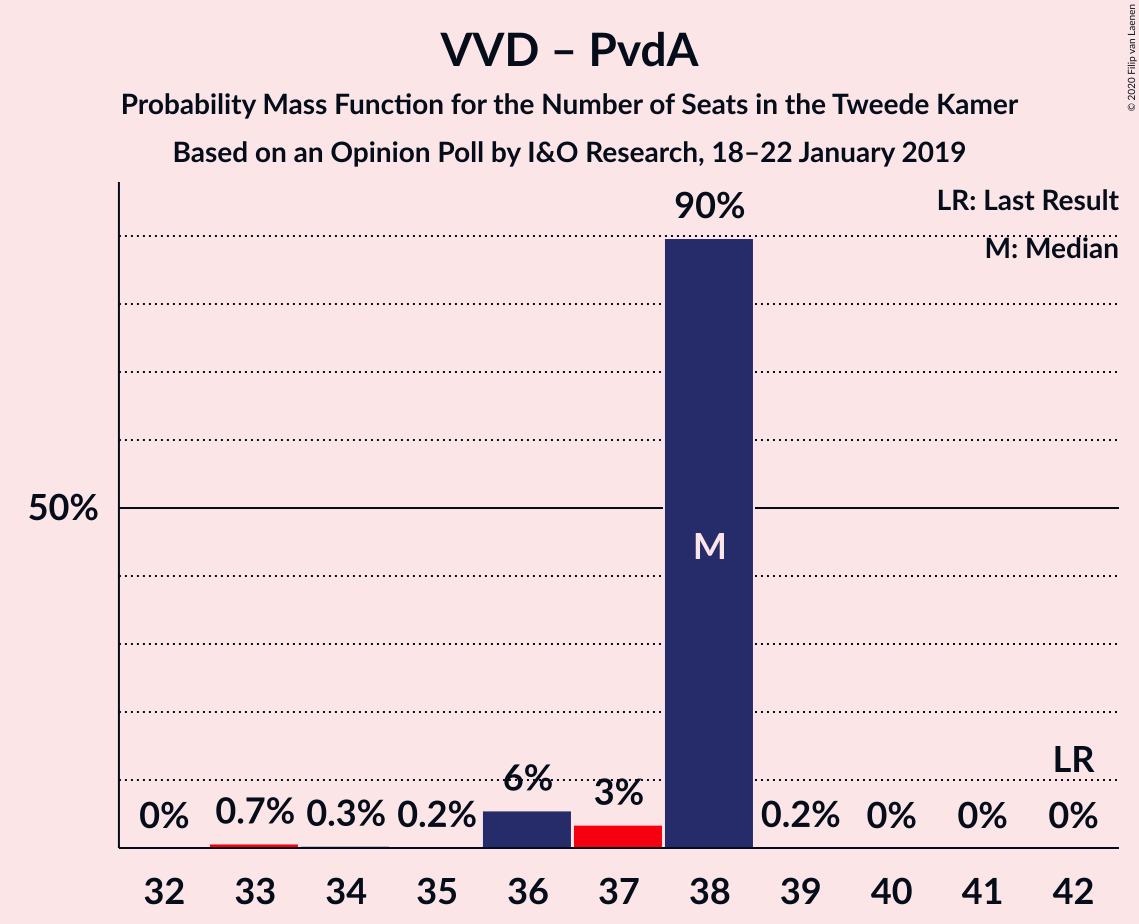 VVD – PvdA
Probability Mass Function for the Number of Seats in the Tweede Kamer
Based on an Opinion Poll by I&O Research, 18–22 January 2019
© 2020 Filip van Laenen
LR: Last Result
M: Median
90%
50%
M
LR
0% 0.7% 0.3% 0.2% 6% 3% 0.2% 0% 0% 0%
32 33 34 35 36 37 38 39 40 41 42